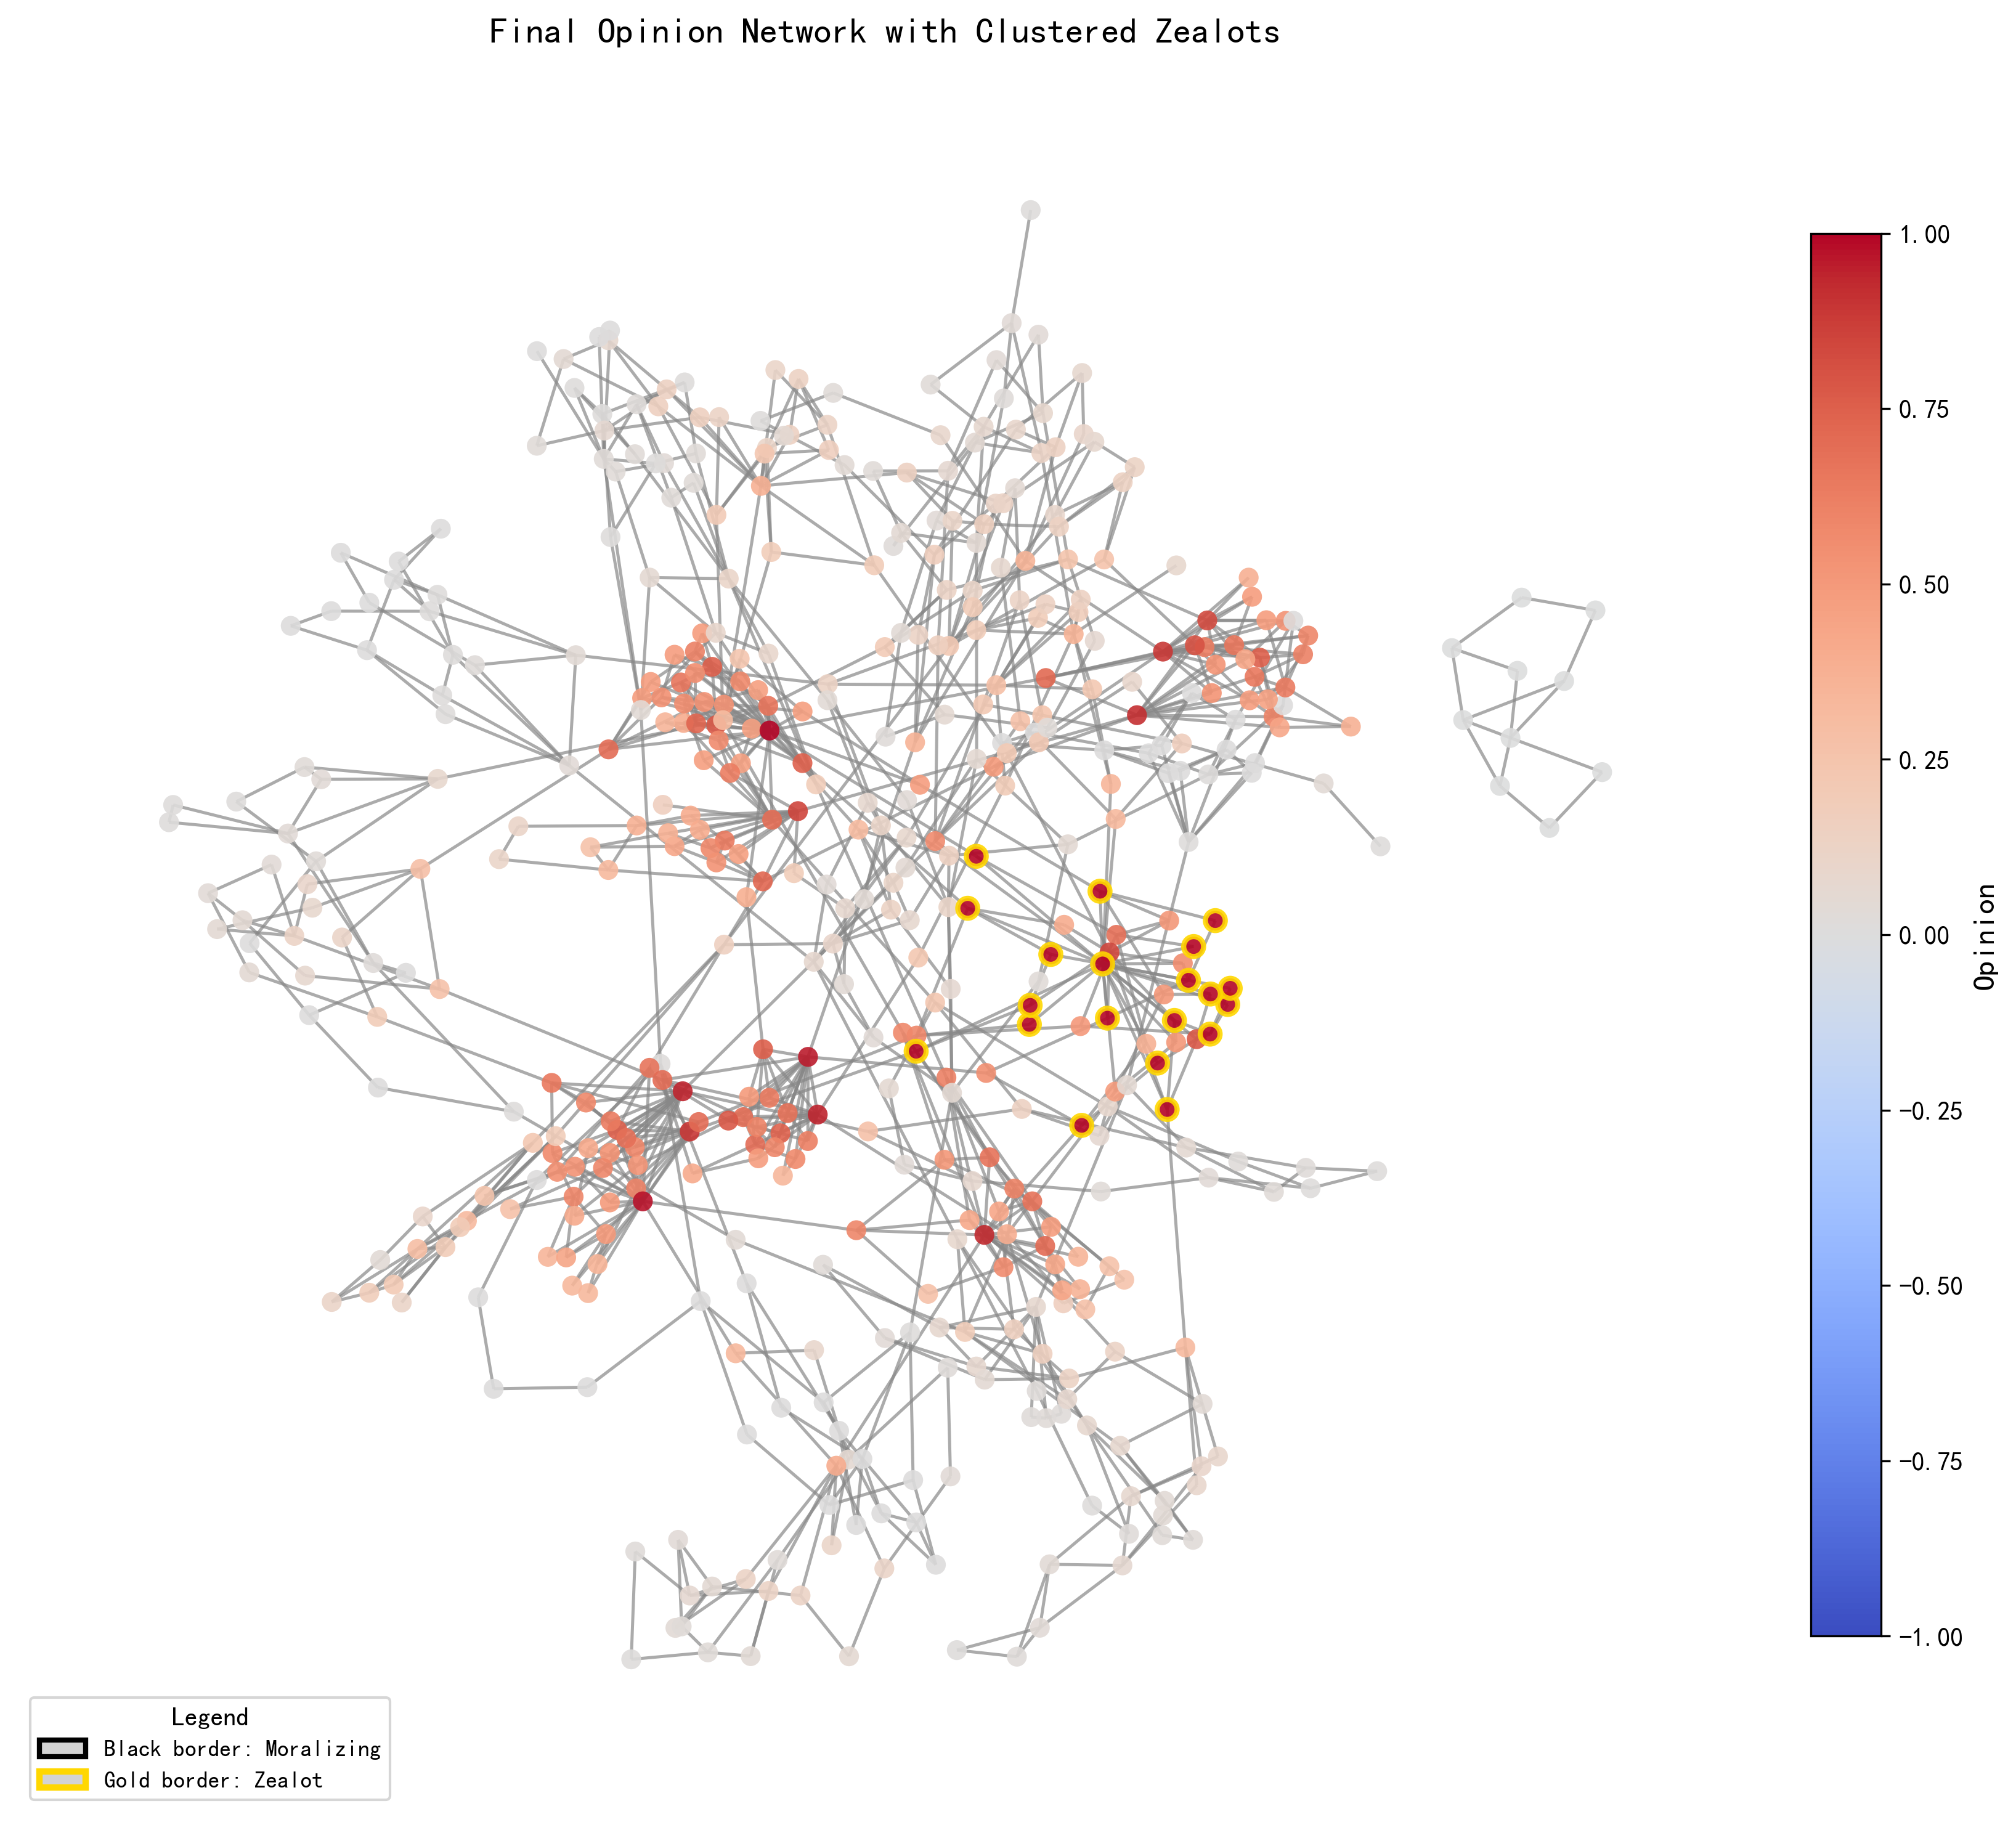 Final Opinion Network with Clustered Zealots
1.00
0.75
0.50
0.25
0.00
−0.25
−0.50
−0.75
−1.00
Opinion
Legend
Black border: Moralizing
Gold border: Zealot